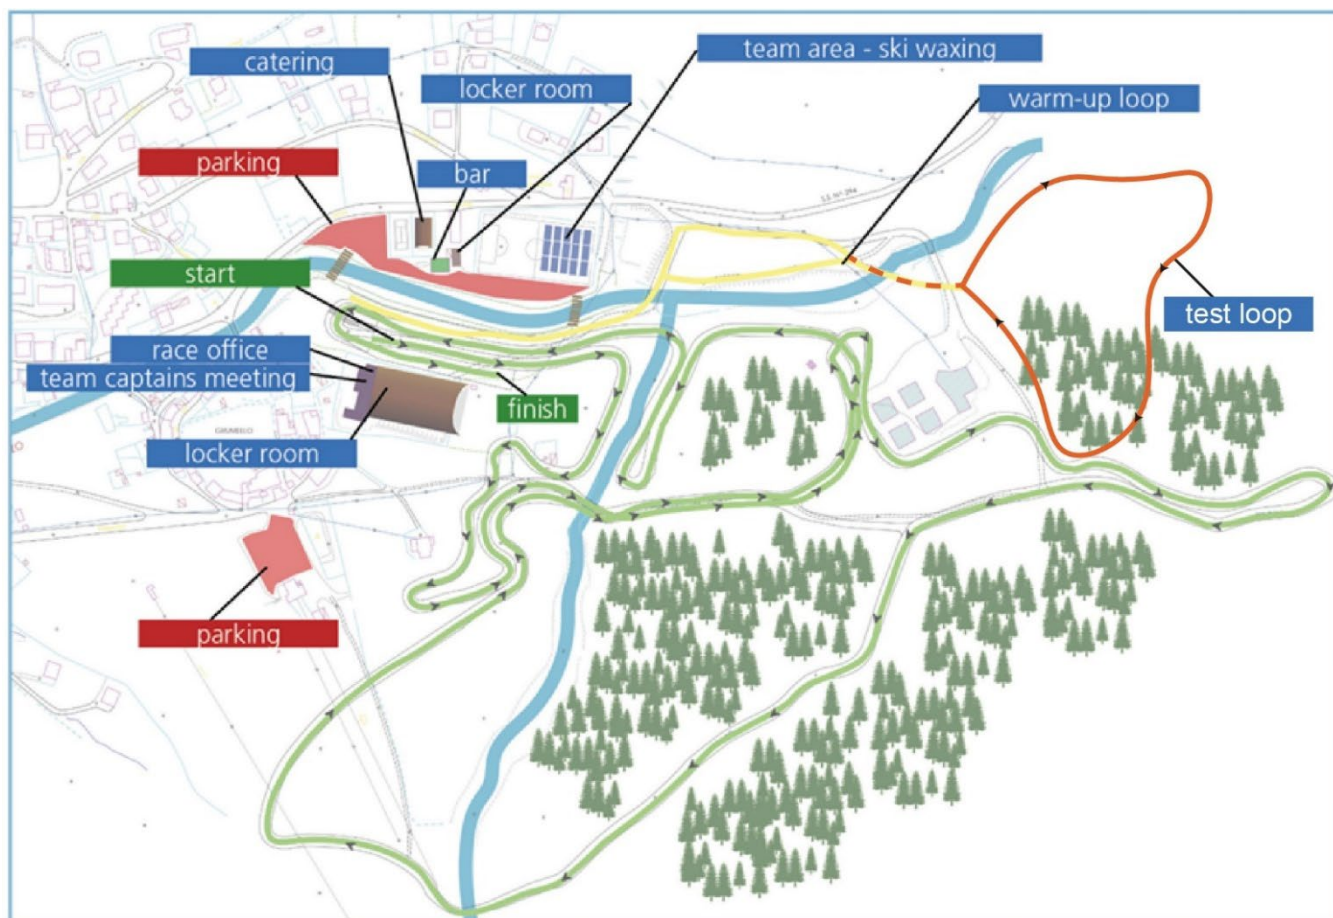 catering
team area - ski waxing
locker room
warm-up loop
parking
bar
S.S. N° 394
start
test loop
race office
team captains meeting
finish
locker room
parking